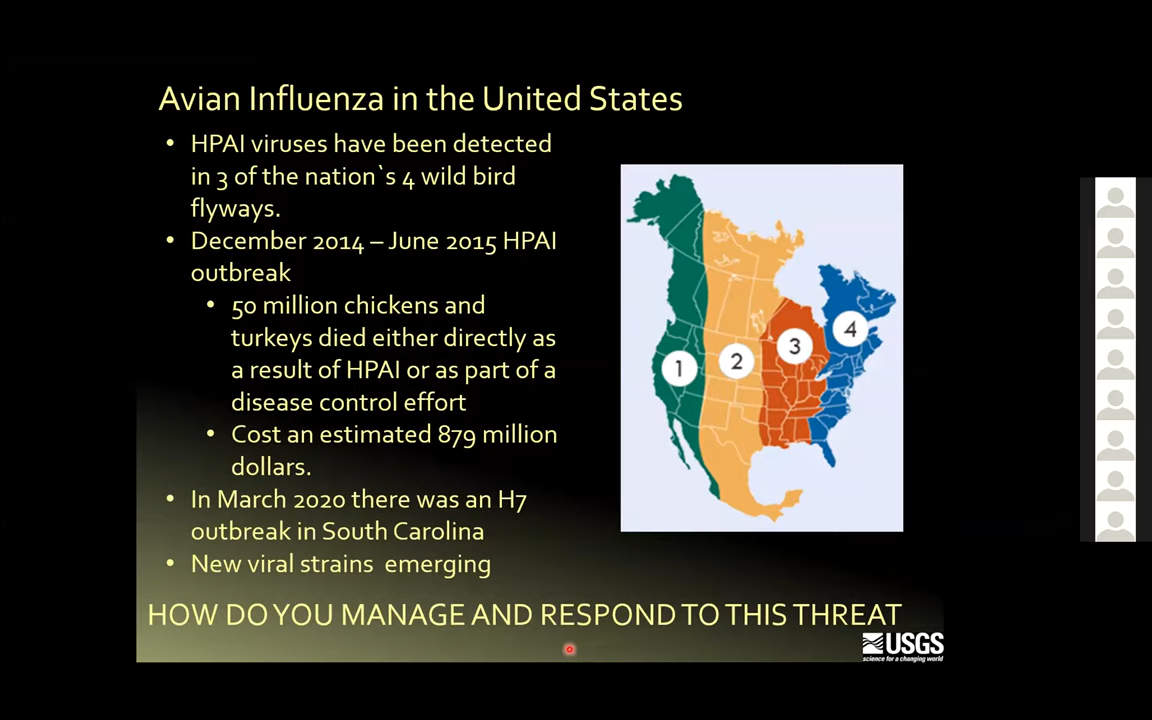 Avian Influenza in the United States
• HPAI viruses have been detected
in 3 of the nation`s 4 wild bird
flyways.
• December 2014 – June 2015 HPAI
outbreak
• 50 million chickens and
turkeys died either directly as
a result of HPAI or as part of a
disease control effort
• Cost an estimated 879 million
dollars.
• In March 2020 there was an H7
outbreak in South Carolina
• New viral strains emerging
1
2
3
4
HOW DO YOU MANAGE AND RESPOND TO THIS THREAT
USGS
science for a changing world